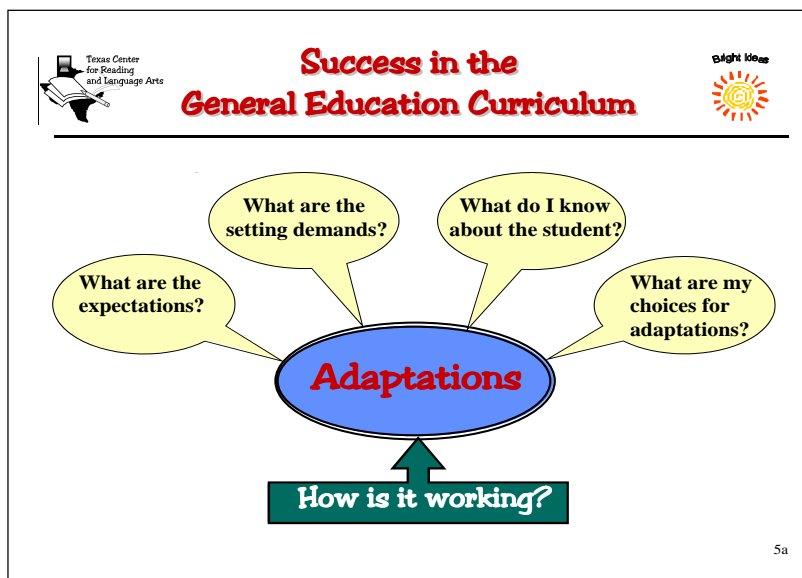 Texas Center
for Reading
and Language Arts
Success in the
General Education Curriculum
Bright Ideas
What are the
setting demands?
What do I know
about the student?
What are the
expectations?
What are my
choices for
adaptations?
Adaptations
How is it working?
5a